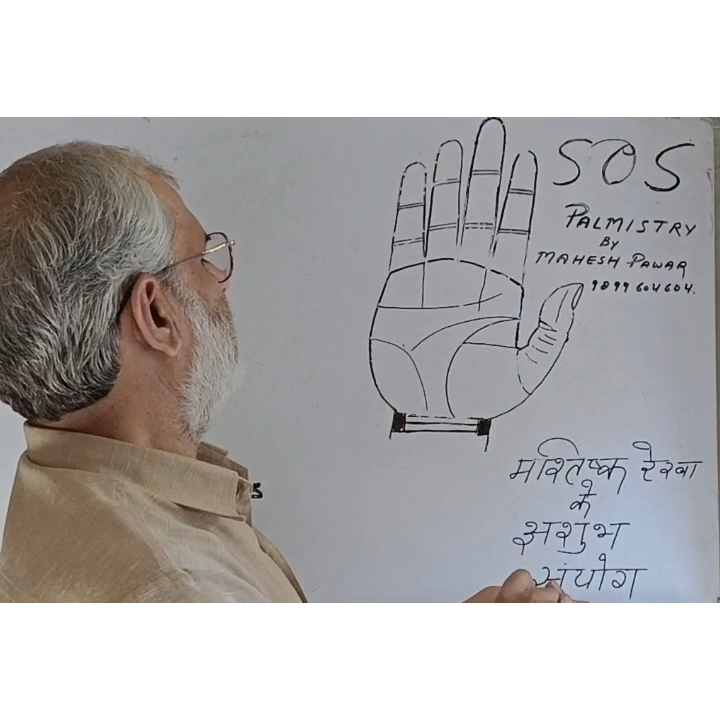 SOS
PALMISTRY
BY
MAHESH PAWAR
9899604604.
मस्तिष्क रेखा
के
अशुभ
संयोग